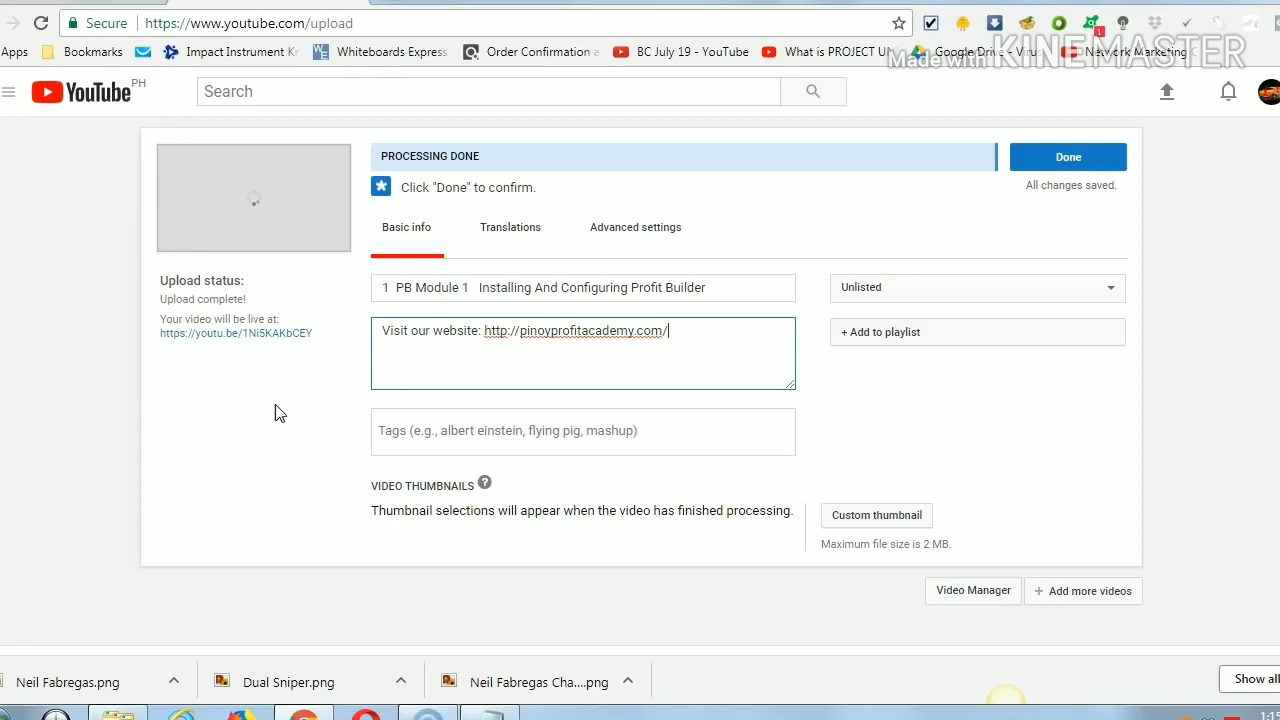 Secure https://www.youtube.com/upload
1
Apps Bookmarks Impact Instrument Kr Whiteboards Express Order Confirmation BC July 19 - YouTube What is PROJECT UN Google Drive - Virus Network Marketing
Made with KINEMASTER
YouTube PH
Search
PROCESSING DONE
Done
Click "Done" to confirm.
All changes saved.
Basic info Translations Advanced settings
Upload status:
Upload complete!
Your video will be live at:
https://youtu.be/1Ni5KAKbCEY
1 PB Module 1 Installing And Configuring Profit Builder
Unlisted
Visit our website: http://pinoyprofitacademy.com/
+ Add to playlist
Tags (e.g., albert einstein, flying pig, mashup)
VIDEO THUMBNAILS ?
Thumbnail selections will appear when the video has finished processing.
Custom thumbnail
Maximum file size is 2 MB.
Video Manager
+ Add more videos
Neil Fabregas.png
Dual Sniper.png
Neil Fabregas Cha....png
Show all